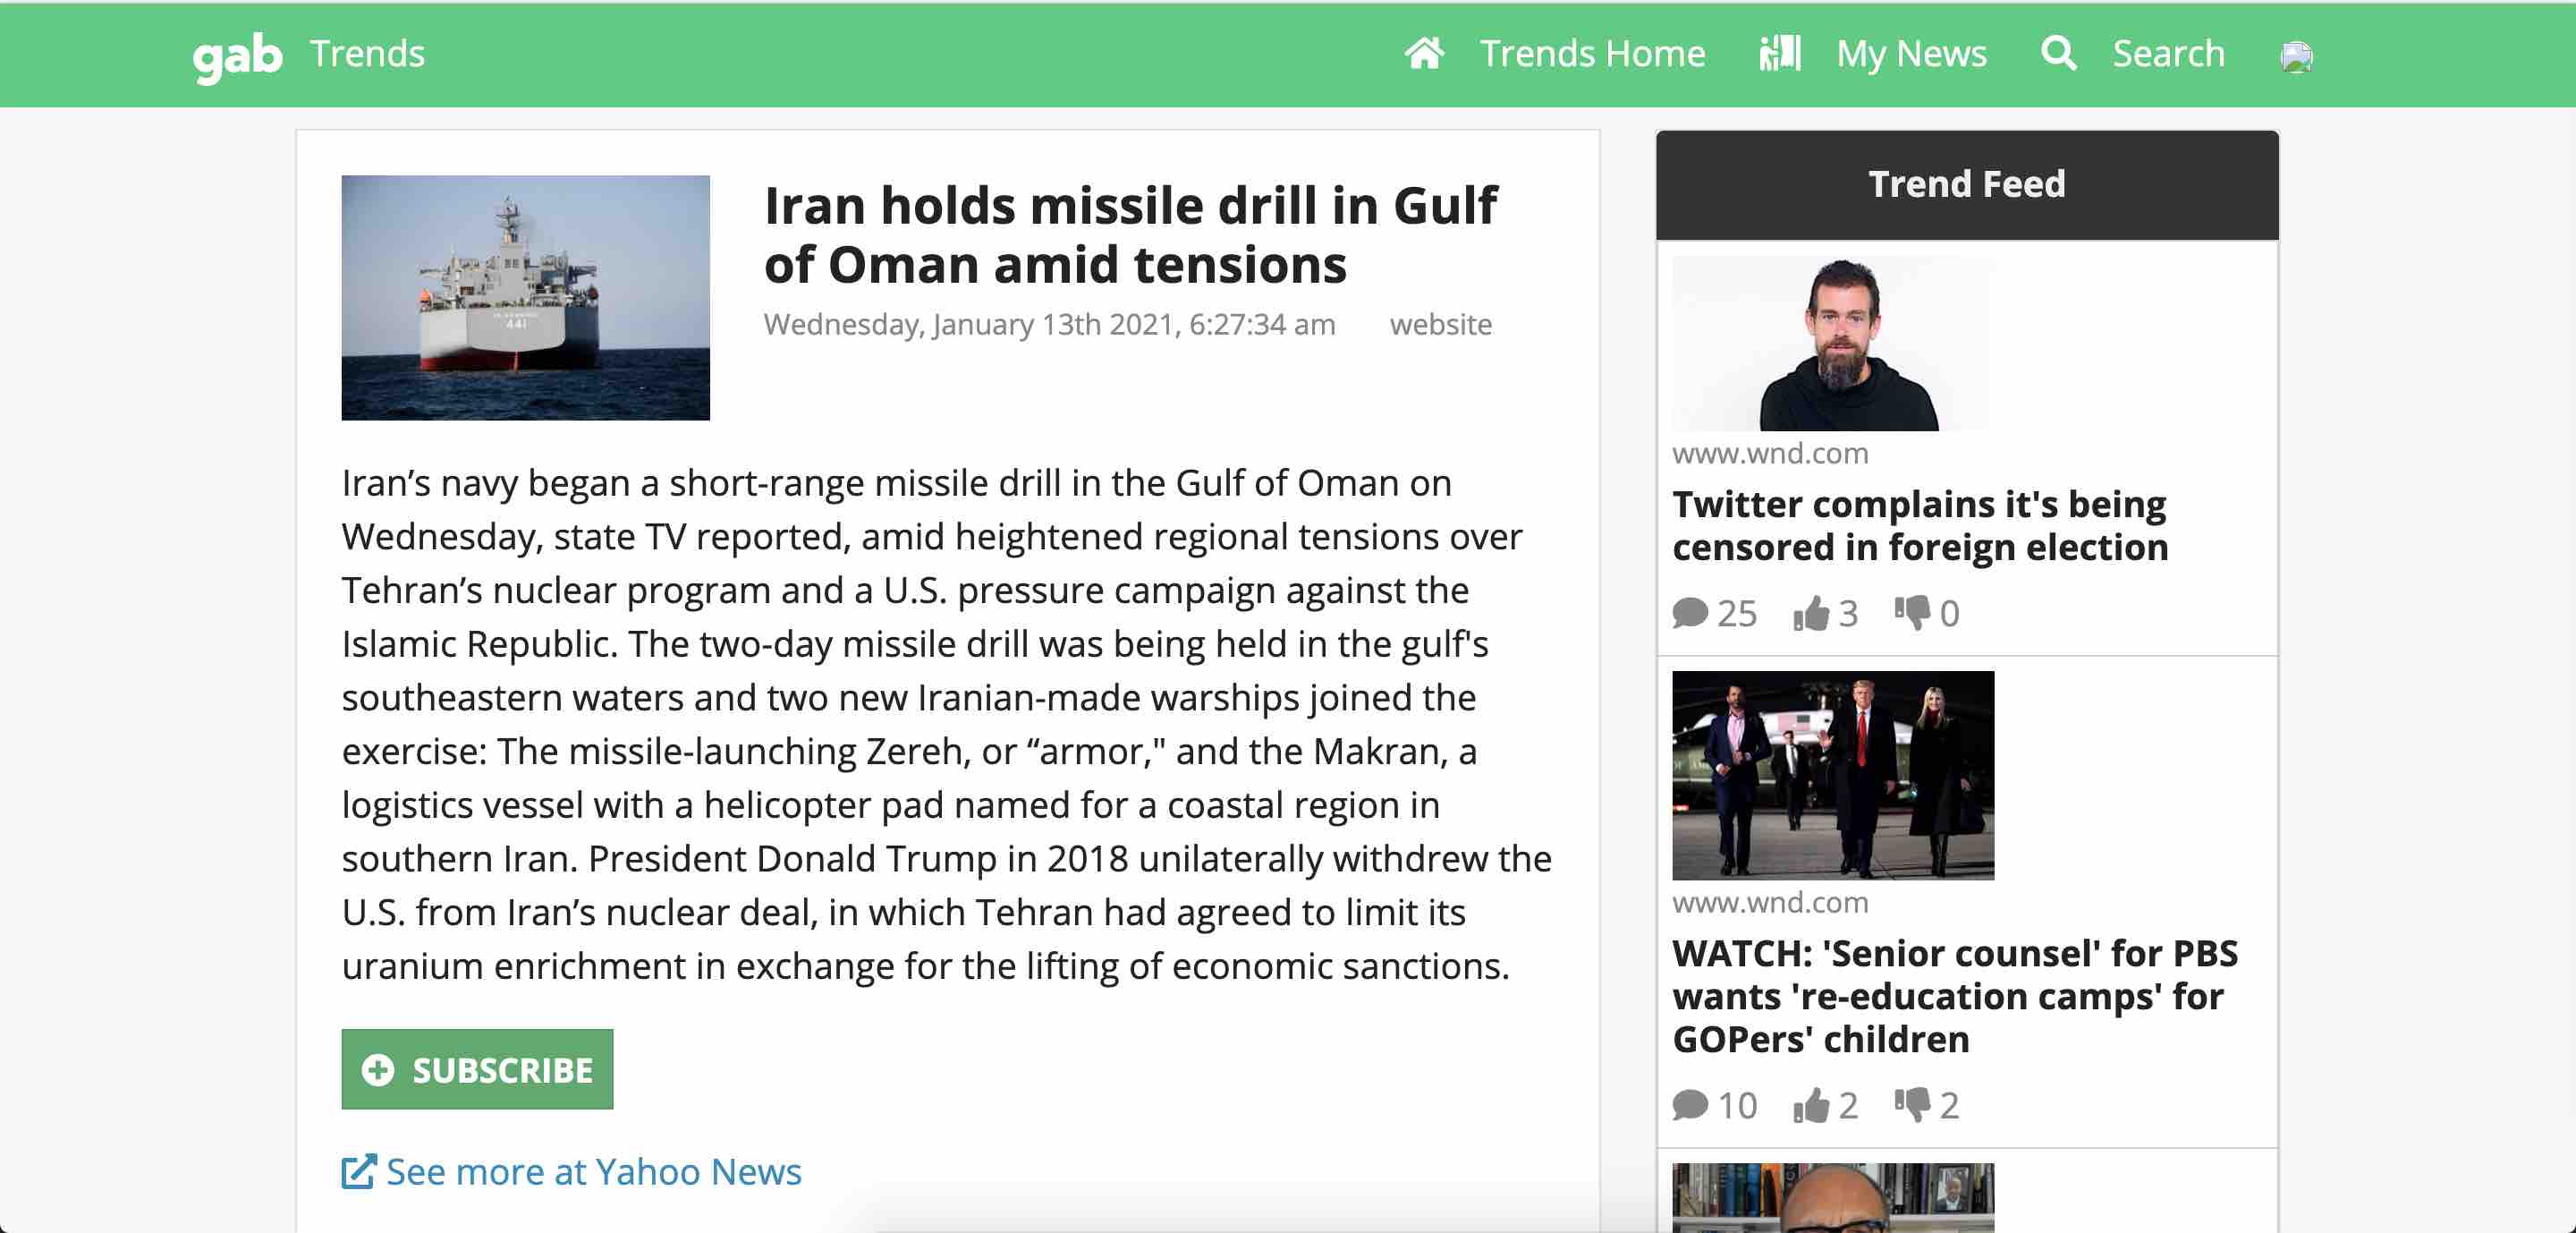 gab Trends
Trends Home
My News
Search
Iran holds missile drill in Gulf
of Oman amid tensions
Wednesday, January 13th 2021, 6:27:34 am website
441
Iran’s navy began a short-range missile drill in the Gulf of Oman on
Wednesday, state TV reported, amid heightened regional tensions over
Tehran’s nuclear program and a U.S. pressure campaign against the
Islamic Republic. The two-day missile drill was being held in the gulf's
southeastern waters and two new Iranian-made warships joined the
exercise: The missile-launching Zereh, or “armor," and the Makran, a
logistics vessel with a helicopter pad named for a coastal region in
southern Iran. President Donald Trump in 2018 unilaterally withdrew the
U.S. from Iran’s nuclear deal, in which Tehran had agreed to limit its
uranium enrichment in exchange for the lifting of economic sanctions.
SUBSCRIBE
See more at Yahoo News
Trend Feed
www.wnd.com
Twitter complains it's being
censored in foreign election
25 3 0
www.wnd.com
WATCH: 'Senior counsel' for PBS
wants 're-education camps' for
GOPers' children
10 2 2